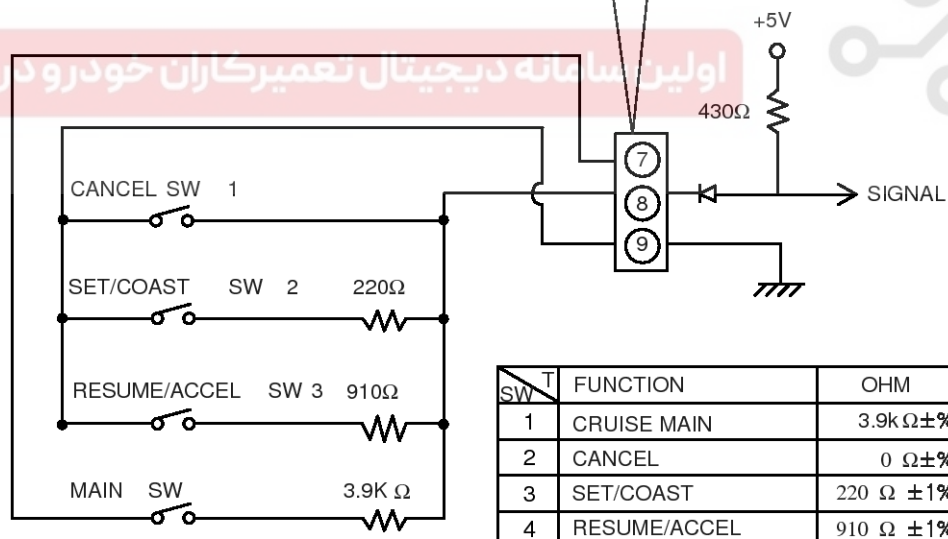 +5V
اولین سامانه دیجیتال تعمیرکاران خودرو در
430Ω
7
CANCEL SW 1
8
SIGNAL
9
SET/COAST SW 2 220Ω
RESUME/ACCEL SW 3 910Ω
MAIN SW 3.9K Ω
SW T FUNCTION OHM
1 CRUISE MAIN 3.9k Ω±%
2 CANCEL 0 Ω±%
3 SET/COAST 220 Ω ±1%
4 RESUME/ACCEL 910 Ω ±1%